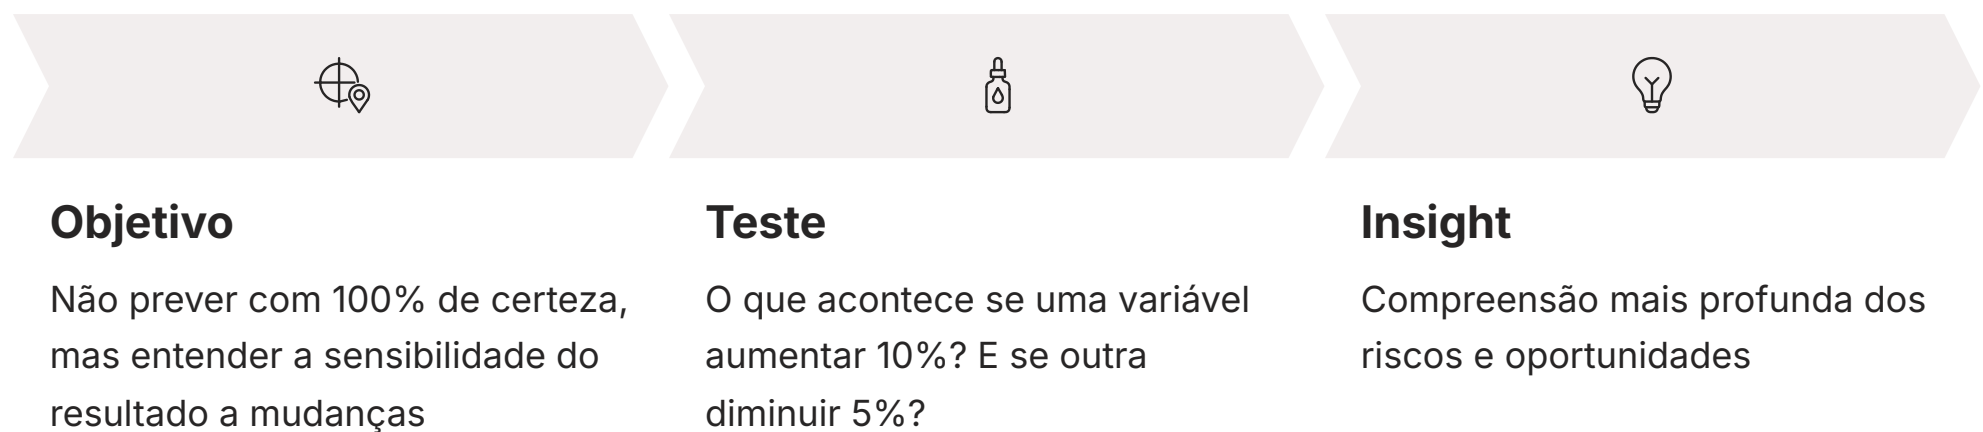 Objetivo
Não prever com 100% de certeza,
mas entender a sensibilidade do
resultado a mudanças
Teste
O que acontece se uma variável
aumentar 10%? E se outra
diminuir 5%?
Insight
Compreensão mais profunda dos
riscos e oportunidades